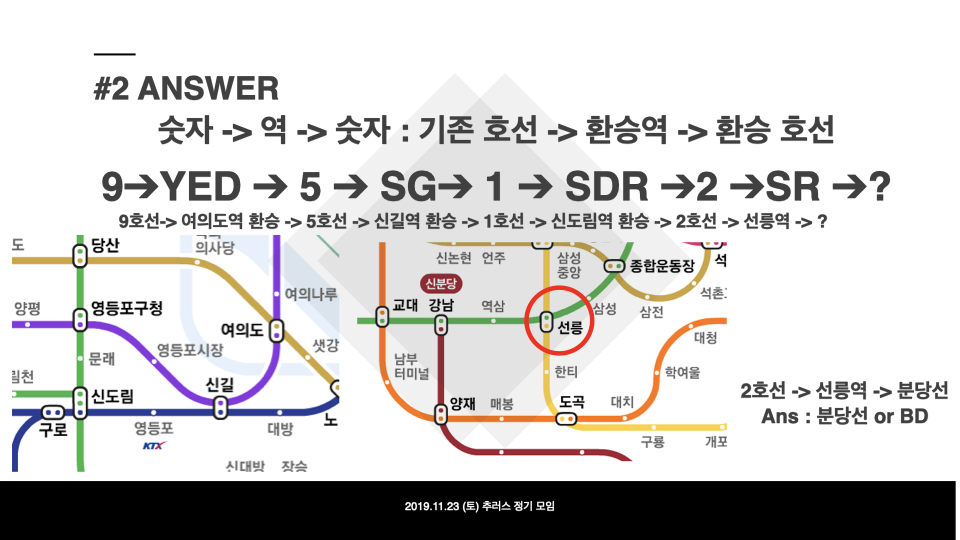 #2 ANSWER
숫자 -> 역 -> 숫자 : 기존 호선 -> 환승역 -> 환승 호선
9➔YED ➔ 5 ➔ SG➔ 1 ➔ SDR ➔2 ➔SR ➔?
9호선-> 여의도역 환승 -> 5호선 -> 신길역 환승 -> 1호선 -> 신도림역 환승 -> 2호선 -> 선릉역 -> ?
당산
의사당
양평
영등포구청
여의나루
여의도
문래
영등포시장
샛강
림천
신도림
신길
구로
영등포
KTX
대방
노
신대방
장승
신논현
언주
삼성
중앙
종합운동장
석
신분당
교대
강남
역삼
선릉
삼성
삼전
석촌
대청
남부
터미널
한티
학여울
양재
매봉
도곡
대치
구룡
개포
2호선 -> 선릉역 -> 분당선
Ans : 분당선 or BD
2019.11.23 (토) 추러스 정기 모임